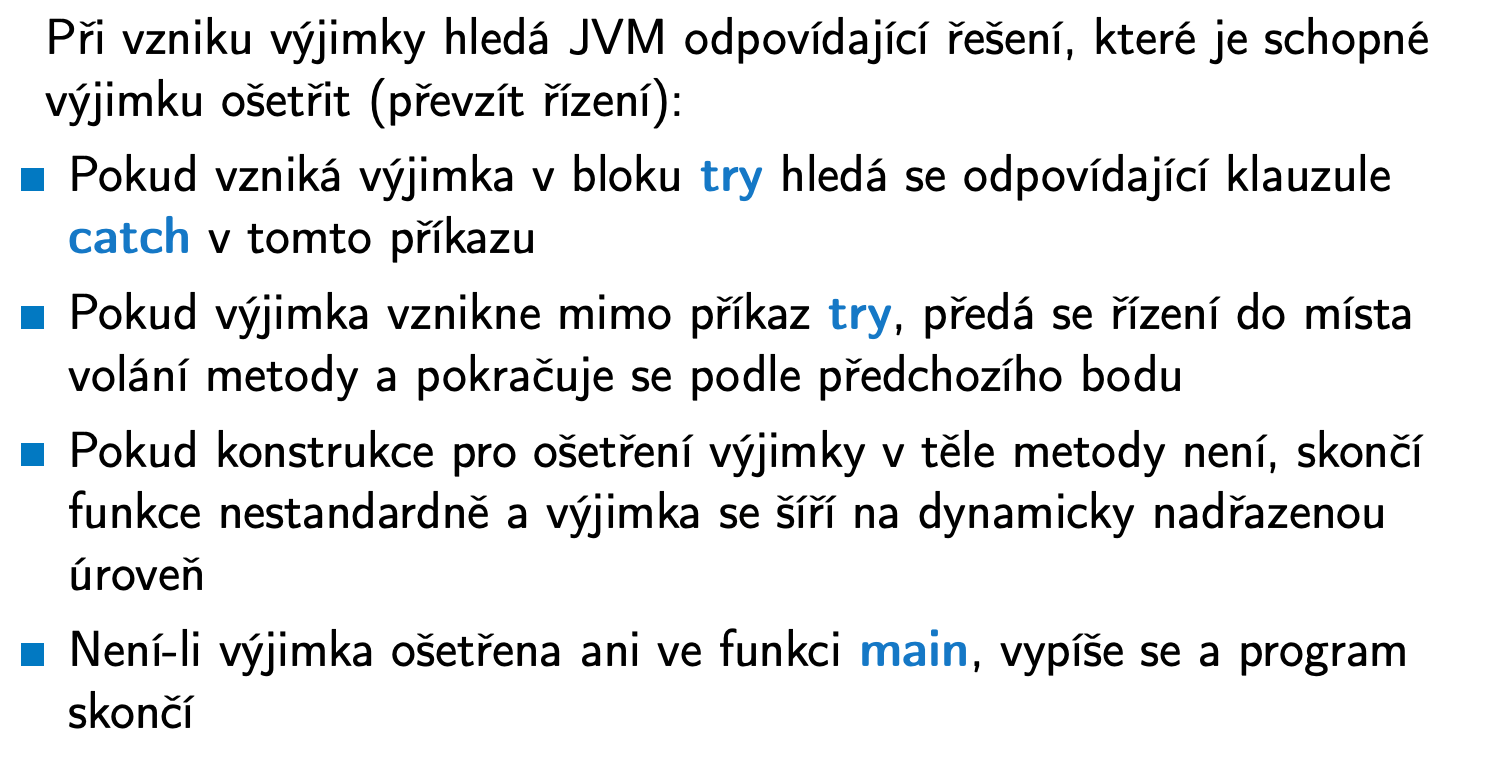 Při vzniku výjimky hledá JVM odpovídající řešení, které je schopné
výjimku ošetřit (převzít řízení):
Pokud vzniká výjimka v bloku try hledá se odpovídající klauzule
catch v tomto příkazu
Pokud výjimka vznikne mimo příkaz try, předá se řízení do místa
volání metody a pokračuje se podle předchozího bodu
Pokud konstrukce pro ošetření výjimky v těle metody není, skončí
funkce nestandardně a výjimka se šíří na dynamicky nadřazenou
úroveň
Není-li výjimka ošetřena ani ve funkci main, vypíše se a program
skončí